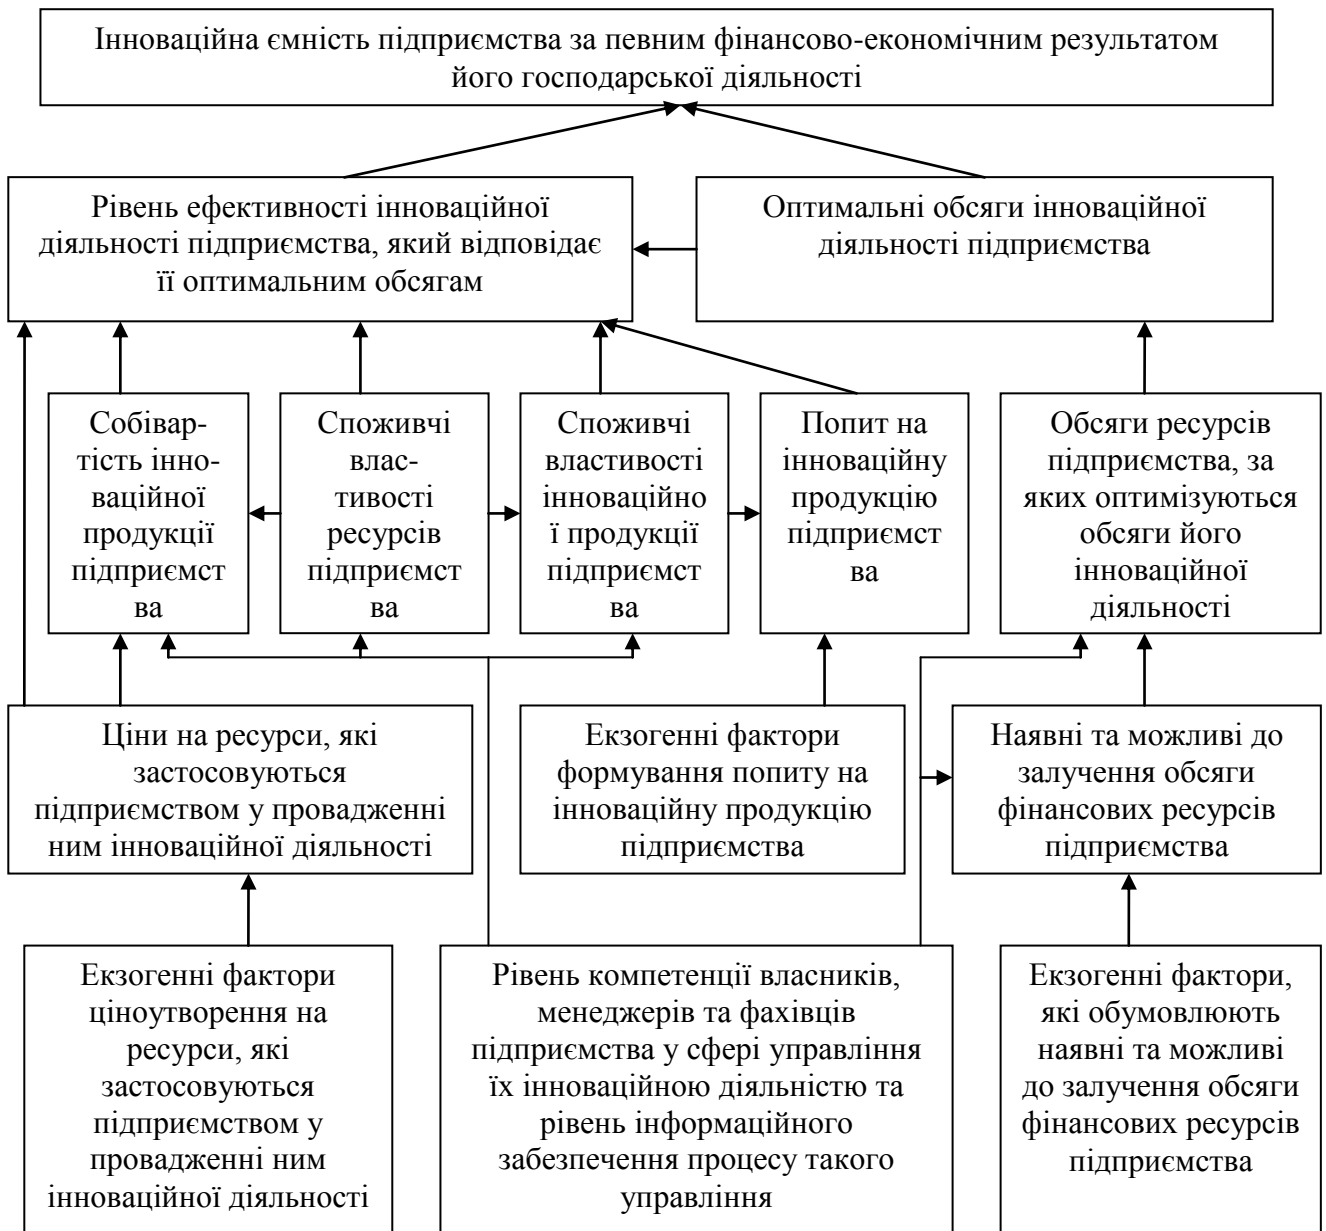 Інноваційна ємність підприємства за певним фінансово-економічним результатом
його господарської діяльності
Рівень ефективності інноваційної
діяльності підприємства, який відповідає
її оптимальним обсягам
Оптимальні обсяги інноваційної
діяльності підприємства
Собівар-
тість інно-
ваційної
продукції
підприємст
ва
Споживчі
влас-
тивості
ресурсів
підприємст
ва
Споживчі
властивості
інноваційно
ї продукції
підприємст
ва
Попит на
інноваційну
продукцію
підприємст
ва
Обсяги ресурсів
підприємства, за
яких оптимізуються
обсяги його
інноваційної
діяльності
Ціни на ресурси, які
застосовуються
підприємством у провадженні
ним інноваційної діяльності
Екзогенні фактори
формування попиту на
інноваційну продукцію
підприємства
Наявні та можливі до
залучення обсяги
фінансових ресурсів
підприємства
Екзогенні фактори
ціноутворення на
ресурси, які
застосовуються
підприємством у
провадженні ним
інноваційної діяльності
Рівень компетенції власників,
менеджерів та фахівців
підприємства у сфері управління
їх інноваційною діяльністю та
рівень інформаційного
забезпечення процесу такого
управління
Екзогенні фактори,
які обумовлюють
наявні та можливі
до залучення обсяги
фінансових ресурсів
підприємства